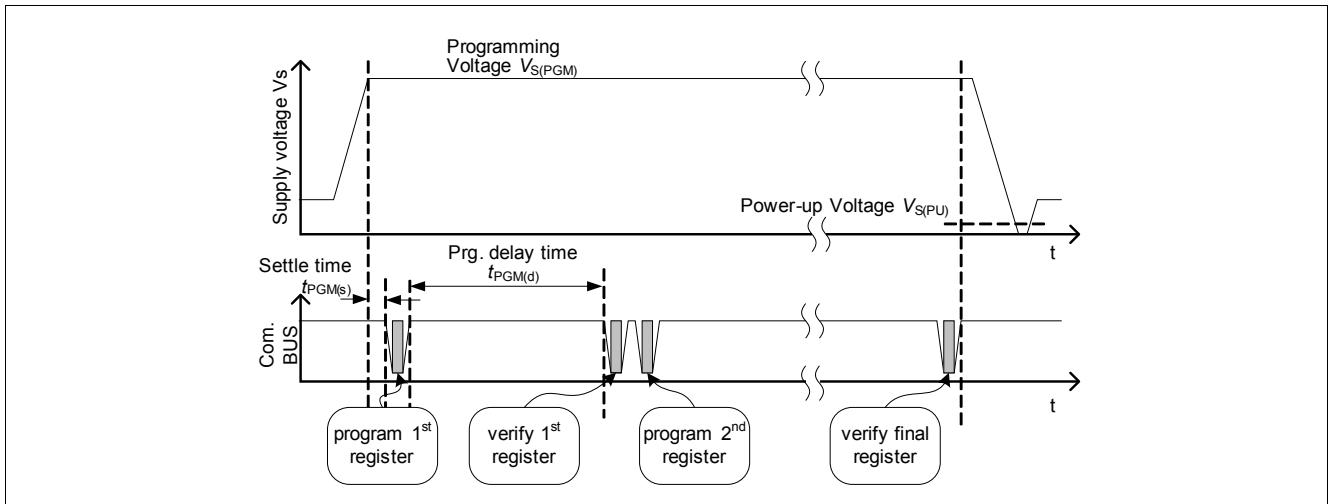 Programming
Voltage VS(PGM)
Supply voltage Vs
Power-up Voltage VS(PU)
t
Settle time
tPGM(s)
Prg. delay time
tPGM(d)
Com.
BUS
t
program 1st
register
verify 1st
register
program 2nd
register
verify final
register